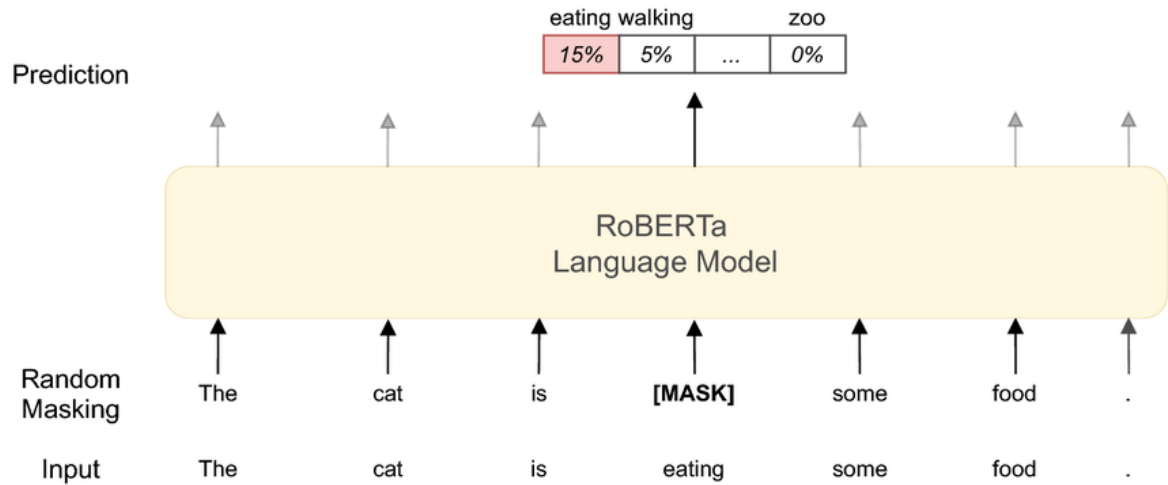 eating walking zoo
15% 5% ... 0%
Prediction
RoBERTa
Language Model
Random
Masking
The cat is [MASK] some food .
Input The cat is eating some food .